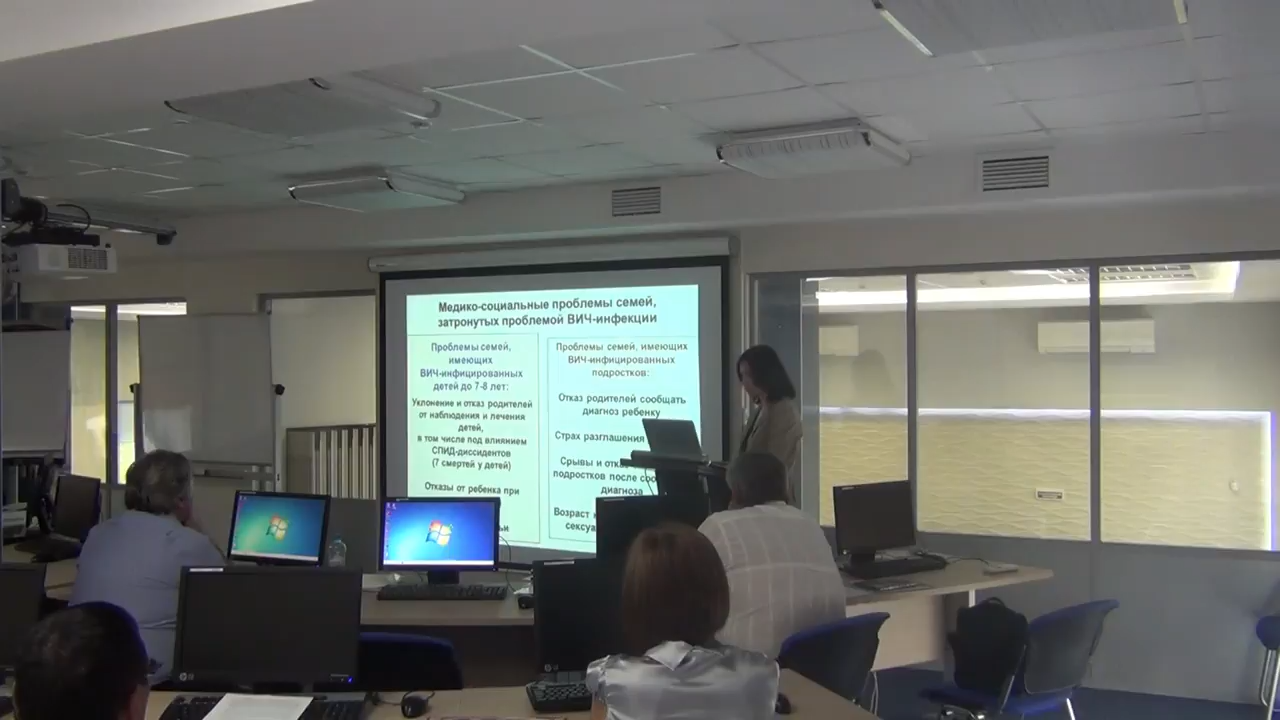 Медико-социальные проблемы семей,
затронутых проблемой ВИЧ-инфекции
Проблемы семей,
имеющих
ВИЧ-инфицированных
детей до 7-8 лет:
Уклонение и отказ родителей
от наблюдения и лечения
детей,
в том числе под влиянием
СПИД-диссидентов
(7 смертей у детей)
Отказы от ребенка при
Проблемы семей, имеющих
ВИЧ-инфицированных
подростков:
Отказ родителей сообщать
диагноз ребенку
Страх разглашения
Срывы и
подростков после
диагноза
Возраст